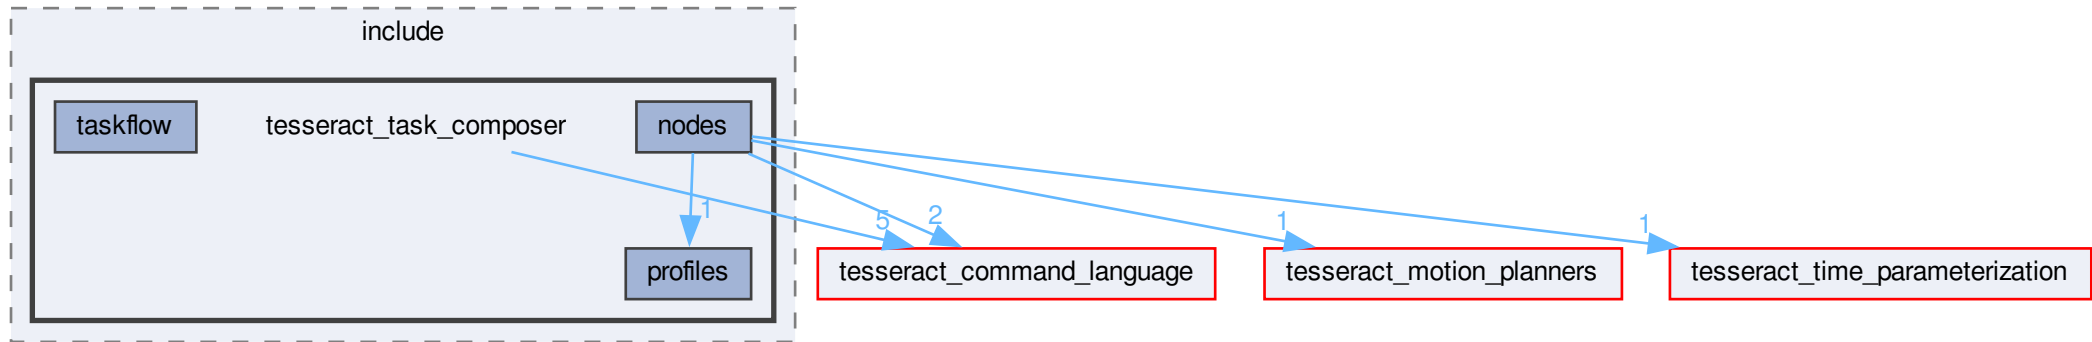 include
taskflow
tesseract_task_composer
nodes
1
5
2
1
1
profiles
tesseract_command_language
tesseract_motion_planners
tesseract_time_parameterization